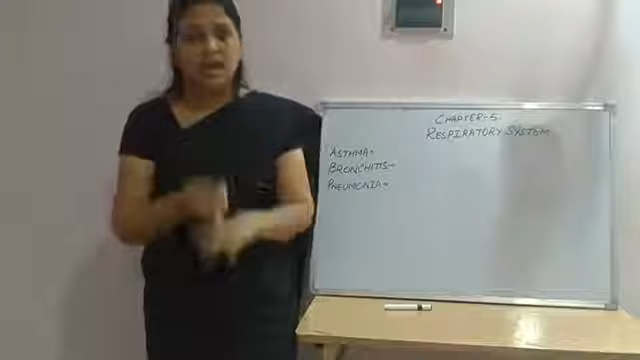 CHAPTER-5.
RESPIRATORY SYSTEM
ASTHMA-
BRONCHITIS-
PNEUMONIA-